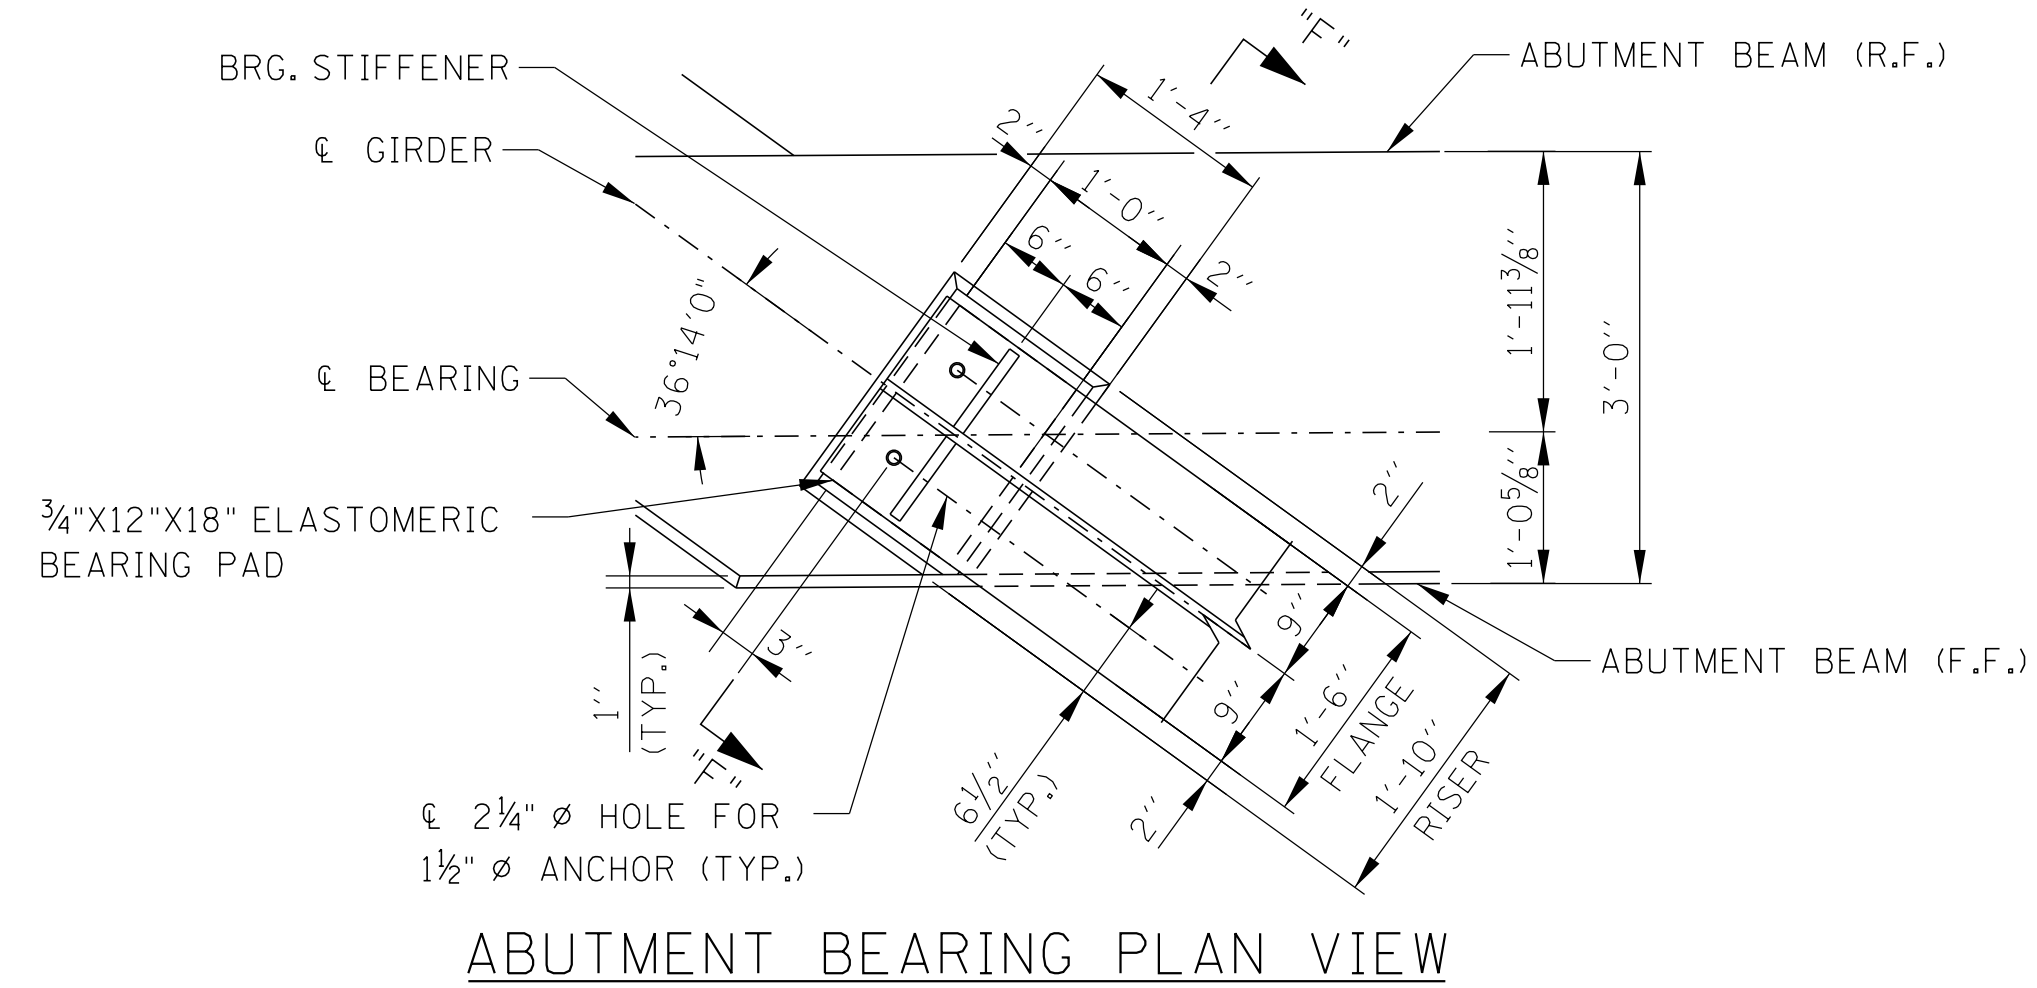 "F"
ABUTMENT BEAM (R.F.)
BRG. STIFFENER
1'-4"
2"
℄ GIRDER
1'-0"
6"
6"
2"
36°14'0"
1'-11⅜"
3'-0"
℄ BEARING
1'-0⅝"
2"
¾"X12"X18" ELASTOMERIC
BEARING PAD
9"
3"
1"
(TYP.)
ABUTMENT BEAM (F.F.)
9"
1'-6"
FLANGE
1'-10"
RISER
"F"
6½"
(TYP.)
2"
℄ 2¼" Ø HOLE FOR
1½" Ø ANCHOR (TYP.)
ABUTMENT BEARING PLAN VIEW